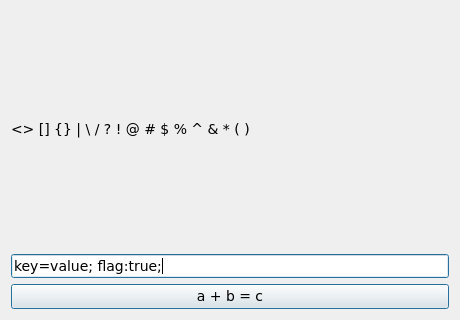 <> [] {} | \ / ? ! @ # $ % ^ & * ( )
key=value; flag:true;
a + b = c